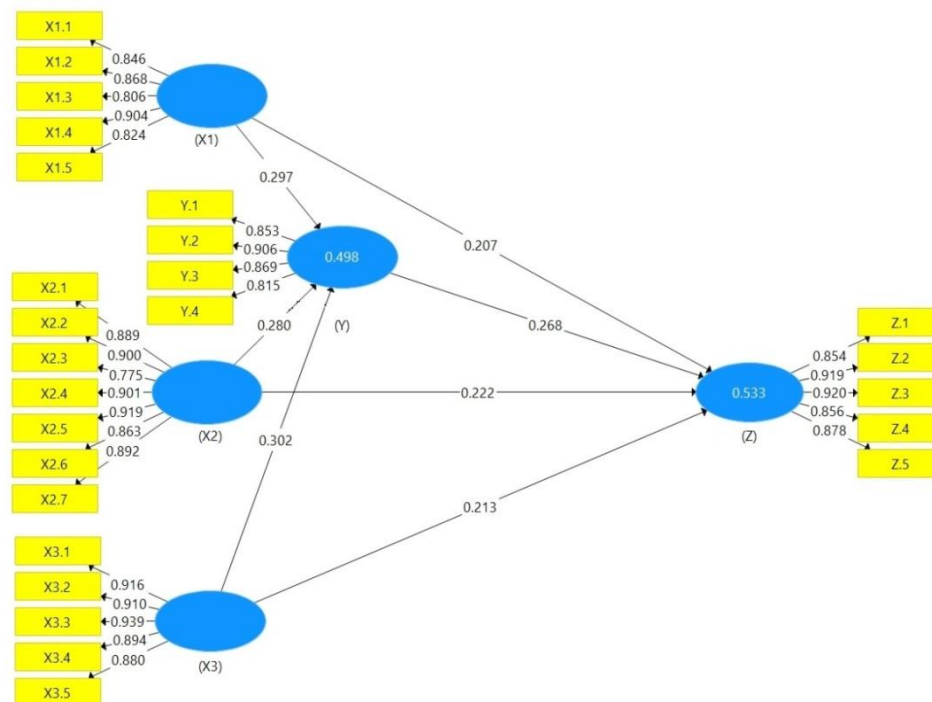 X1.1
X1.2
X1.3
X1.4
X1.5
0.846
0.868
0.806
0.904
0.824
(X1)
0.297
0.207
Y.1
Y.2
Y.3
Y.4
0.853
0.906
0.869
0.815
0.498
(Y)
0.280
0.268
X2.1
X2.2
X2.3
X2.4
X2.5
X2.6
X2.7
0.889
0.900
0.775
0.901
0.919
0.863
0.892
(X2)
0.222
0.302
0.533
(Z)
0.854
0.919
0.920
0.856
0.878
Z.1
Z.2
Z.3
Z.4
Z.5
0.213
X3.1
X3.2
X3.3
X3.4
X3.5
0.916
0.910
0.939
0.894
0.880
(X3)